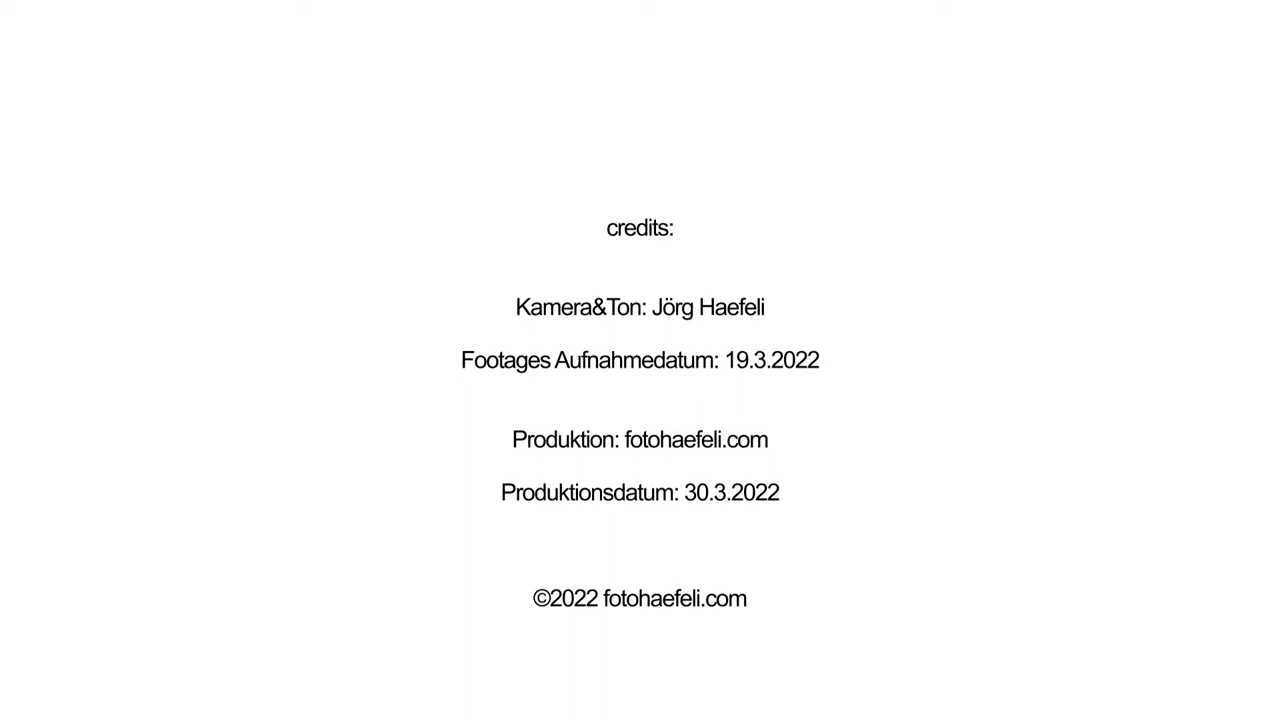 credits:
Kamera&Ton: Jörg Haefeli
Footages Aufnahmedatum: 19.3.2022
Produktion: fotohaefeli.com
Produktionsdatum: 30.3.2022
©2022 fotohaefeli.com